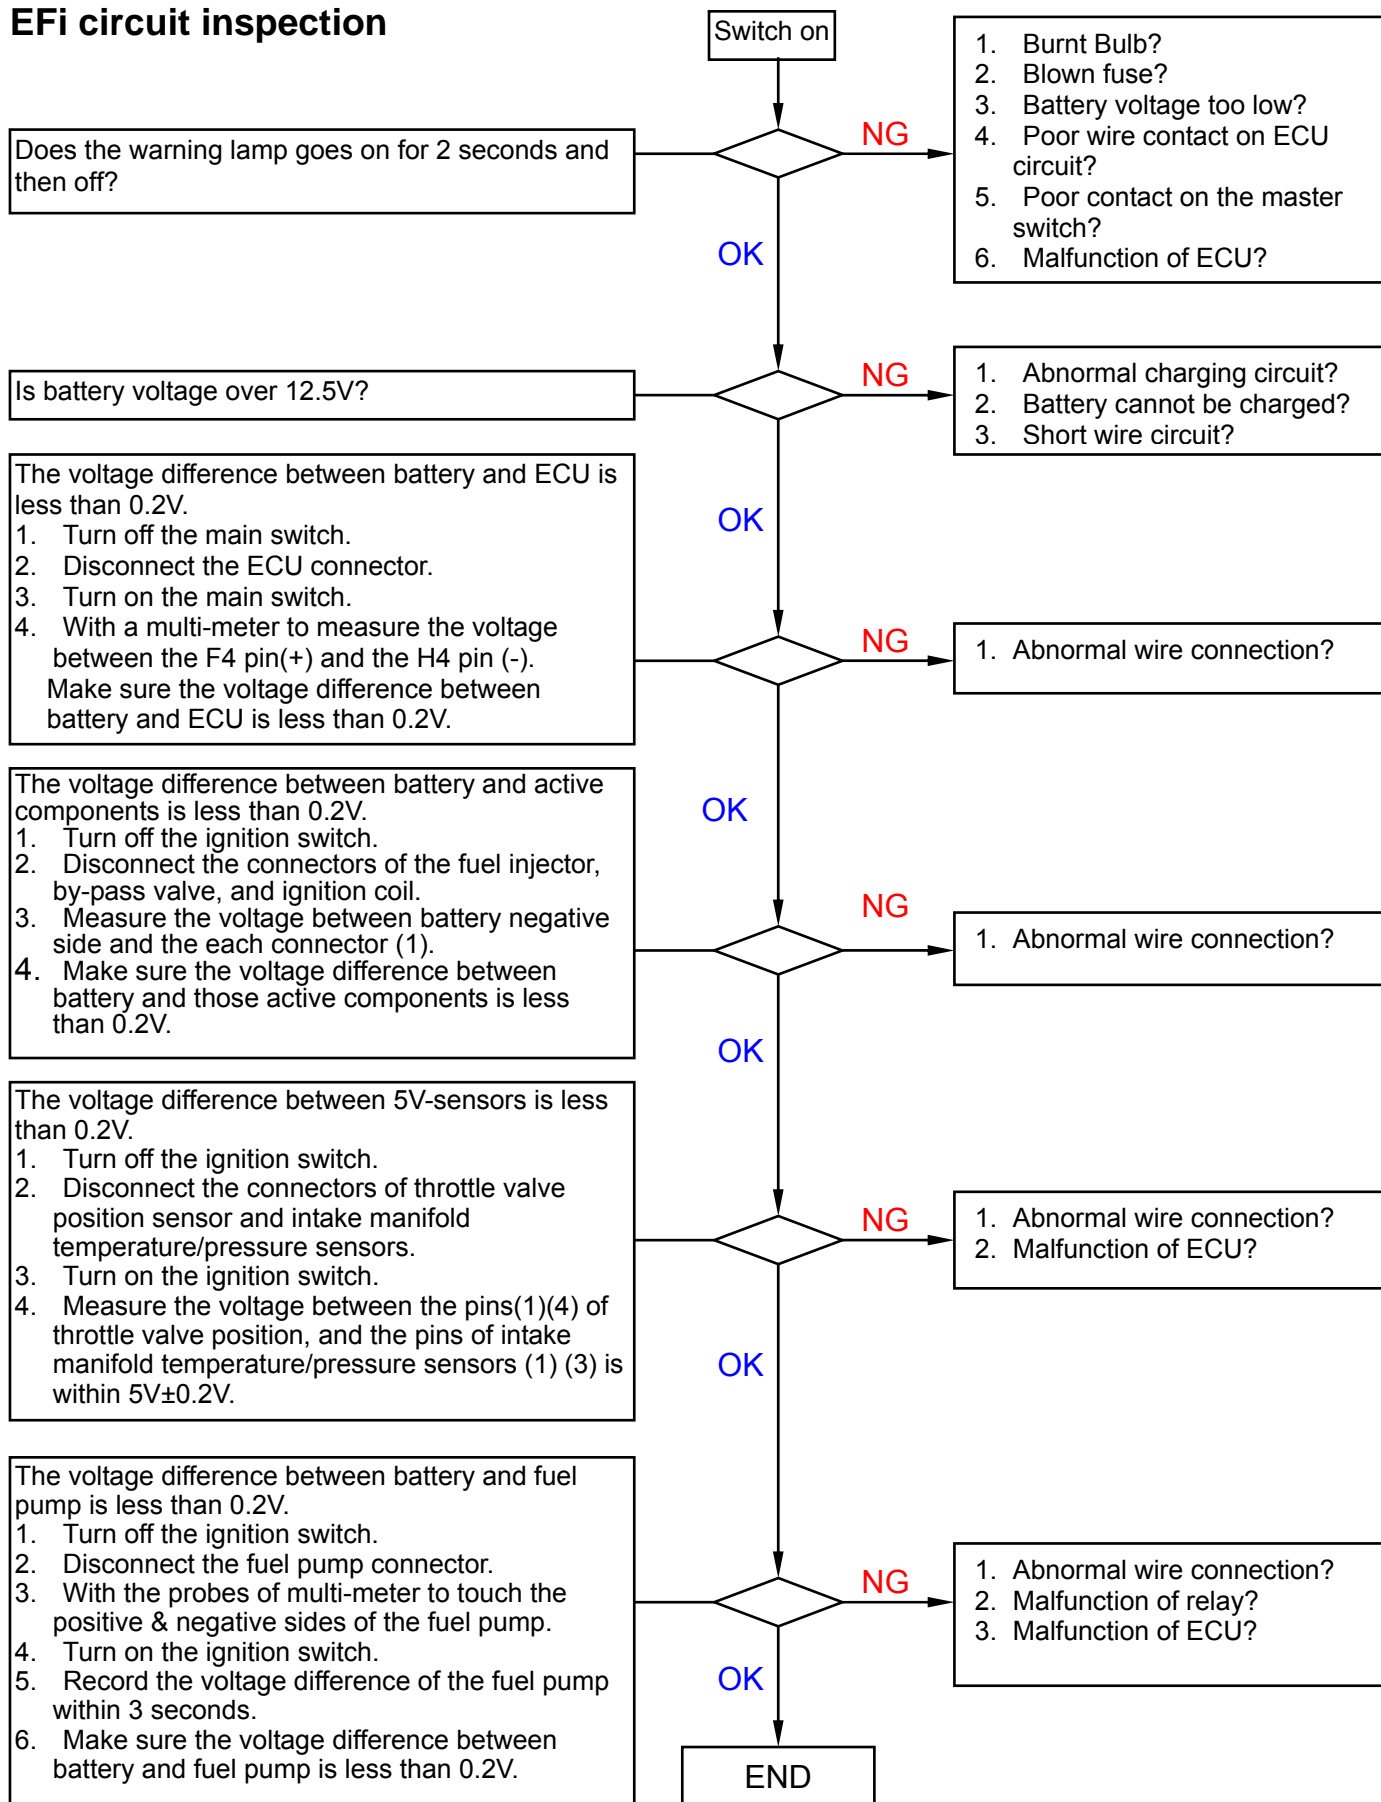 EFi circuit inspection
Switch on
1. Burnt Bulb?
2. Blown fuse?
3. Battery voltage too low?
4. Poor wire contact on ECU
circuit?
5. Poor contact on the master
switch?
6. Malfunction of ECU?
NG
Does the warning lamp goes on for 2 seconds and
then off?
OK
Is battery voltage over 12.5V?
NG
1. Abnormal charging circuit?
2. Battery cannot be charged?
3. Short wire circuit?
OK
The voltage difference between battery and ECU is
less than 0.2V.
1. Turn off the main switch.
2. Disconnect the ECU connector.
3. Turn on the main switch.
4. With a multi-meter to measure the voltage
between the F4 pin(+) and the H4 pin (-).
Make sure the voltage difference between
battery and ECU is less than 0.2V.
NG
1. Abnormal wire connection?
OK
The voltage difference between battery and active
components is less than 0.2V.
1. Turn off the ignition switch.
2. Disconnect the connectors of the fuel injector,
by-pass valve, and ignition coil.
3. Measure the voltage between battery negative
side and the each connector (1).
4. Make sure the voltage difference between
battery and those active components is less
than 0.2V.
NG
1. Abnormal wire connection?
OK
The voltage difference between 5V-sensors is less
than 0.2V.
1. Turn off the ignition switch.
2. Disconnect the connectors of throttle valve
position sensor and intake manifold
temperature/pressure sensors.
3. Turn on the ignition switch.
4. Measure the voltage between the pins(1)(4) of
throttle valve position, and the pins of intake
manifold temperature/pressure sensors (1) (3) is
within 5V±0.2V.
NG
1. Abnormal wire connection?
2. Malfunction of ECU?
OK
The voltage difference between battery and fuel
pump is less than 0.2V.
1. Turn off the ignition switch.
2. Disconnect the fuel pump connector.
3. With the probes of multi-meter to touch the
positive & negative sides of the fuel pump.
4. Turn on the ignition switch.
5. Record the voltage difference of the fuel pump
within 3 seconds.
6. Make sure the voltage difference between
battery and fuel pump is less than 0.2V.
NG
1. Abnormal wire connection?
2. Malfunction of relay?
3. Malfunction of ECU?
OK
END